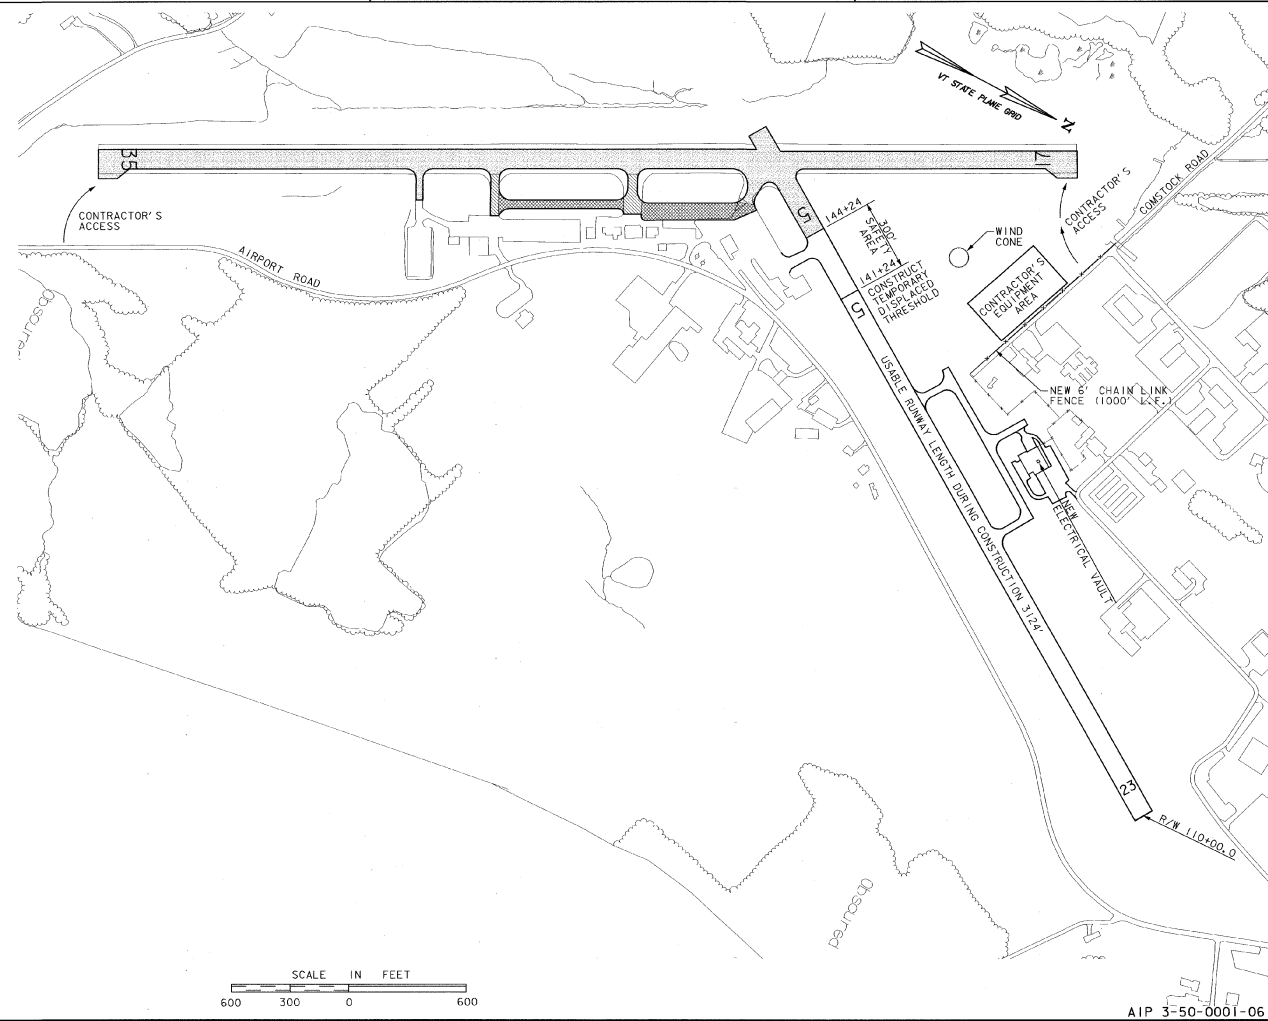 VT STATE PLANE GRID
N
35
17
COMSTOCK ROAD
CONTRACTOR'S
ACCESS
CONTRACTOR'S
ACCESS
5
144+24
300'
SAFETY
AREA
WIND
CONE
AIRPORT ROAD
141+24
CONSTRUCT
TEMPORARY
DISPLACED
THRESHOLD
CONTRACTOR'S
EQUIPMENT
AREA
obscured
5
USABLE RUNWAY LENGTH DURING CONSTRUCTION 3124'
NEW 6' CHAIN LINK
FENCE (1000' L.F.)
NEW
ELECTRICAL VAULT
23
R/W 110+00.0
obscured
SCALE IN FEET
600 300 0 600
AIP 3-50-0001-06